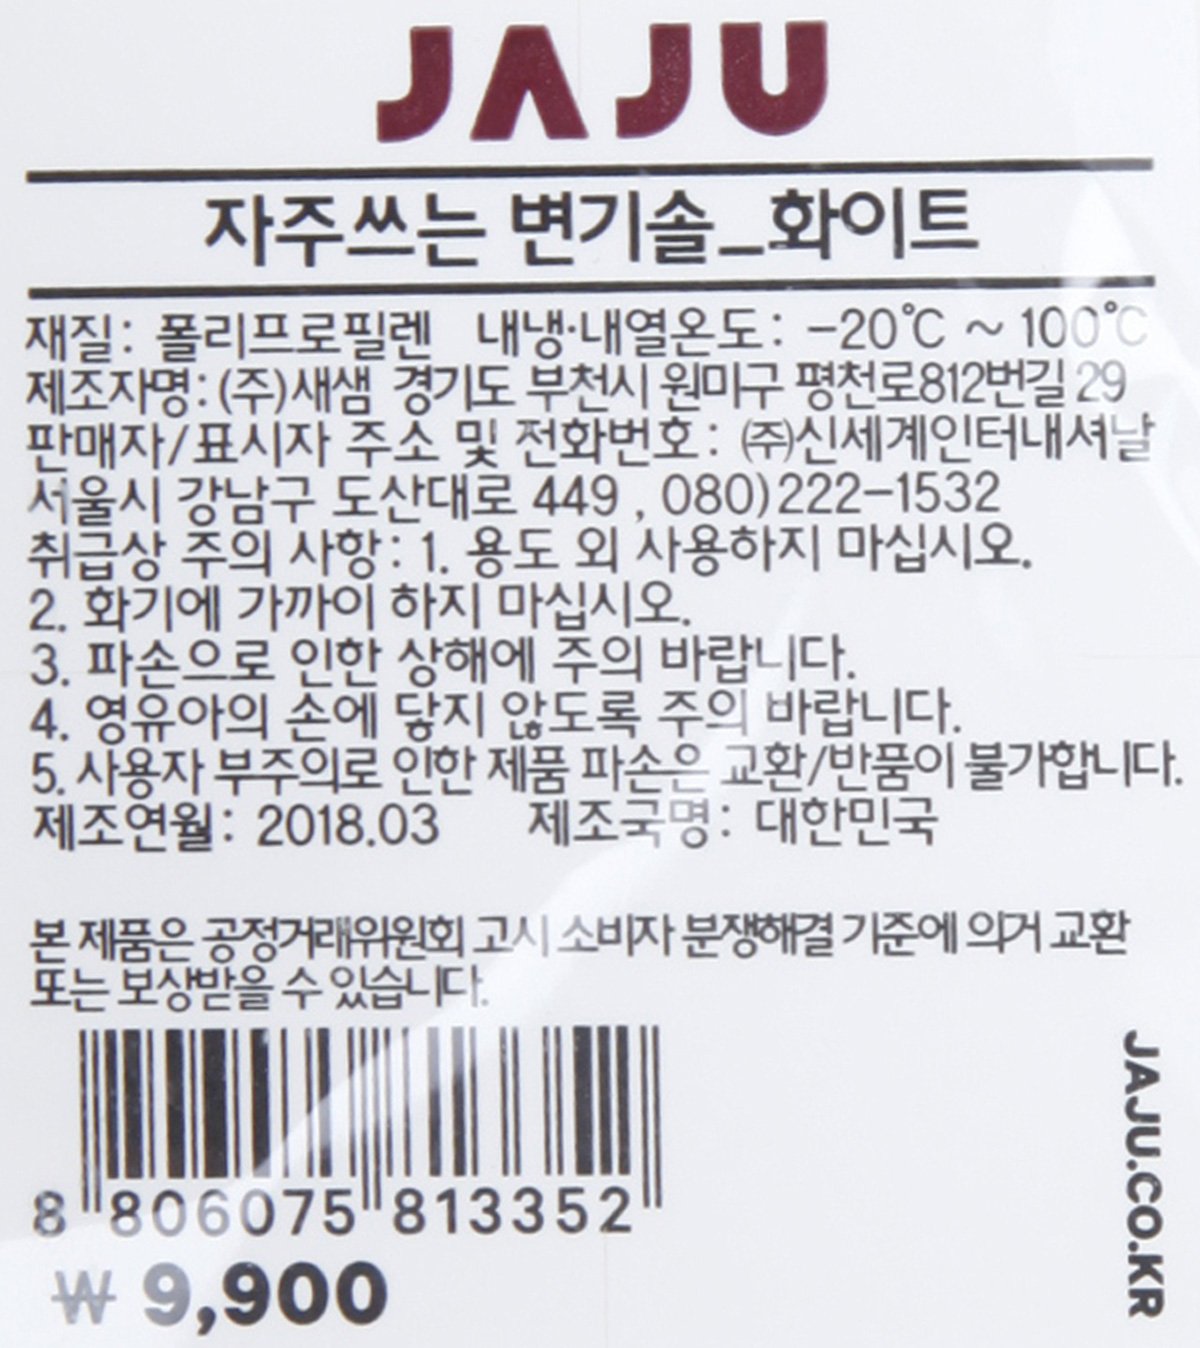 JAJU
자주쓰는 변기솔_화이트
재질: 폴리프로필렌 내냉·내열온도: -20℃ ~ 100℃
제조자명: (주)새샘 경기도 부천시 원미구 평천로812번길 29
판매자/표시자 주소 및 전화번호: ㈜신세계인터내셔날
서울시 강남구 도산대로 449 , 080)222-1532
취급상 주의 사항: 1. 용도 외 사용하지 마십시오.
2. 화기에 가까이 하지 마십시오.
3. 파손으로 인한 상해에 주의 바랍니다.
4. 영유아의 손에 닿지 않도록 주의 바랍니다.
5. 사용자 부주의로 인한 제품 파손은 교환/반품이 불가합니다.
제조연월: 2018.03 제조국명: 대한민국
본 제품은 공정거래위원회 고시 소비자 분쟁해결 기준에 의거 교환
또는 보상받을 수 있습니다.
8 806075 813352
₩ 9,900
JAJU.CO.KR